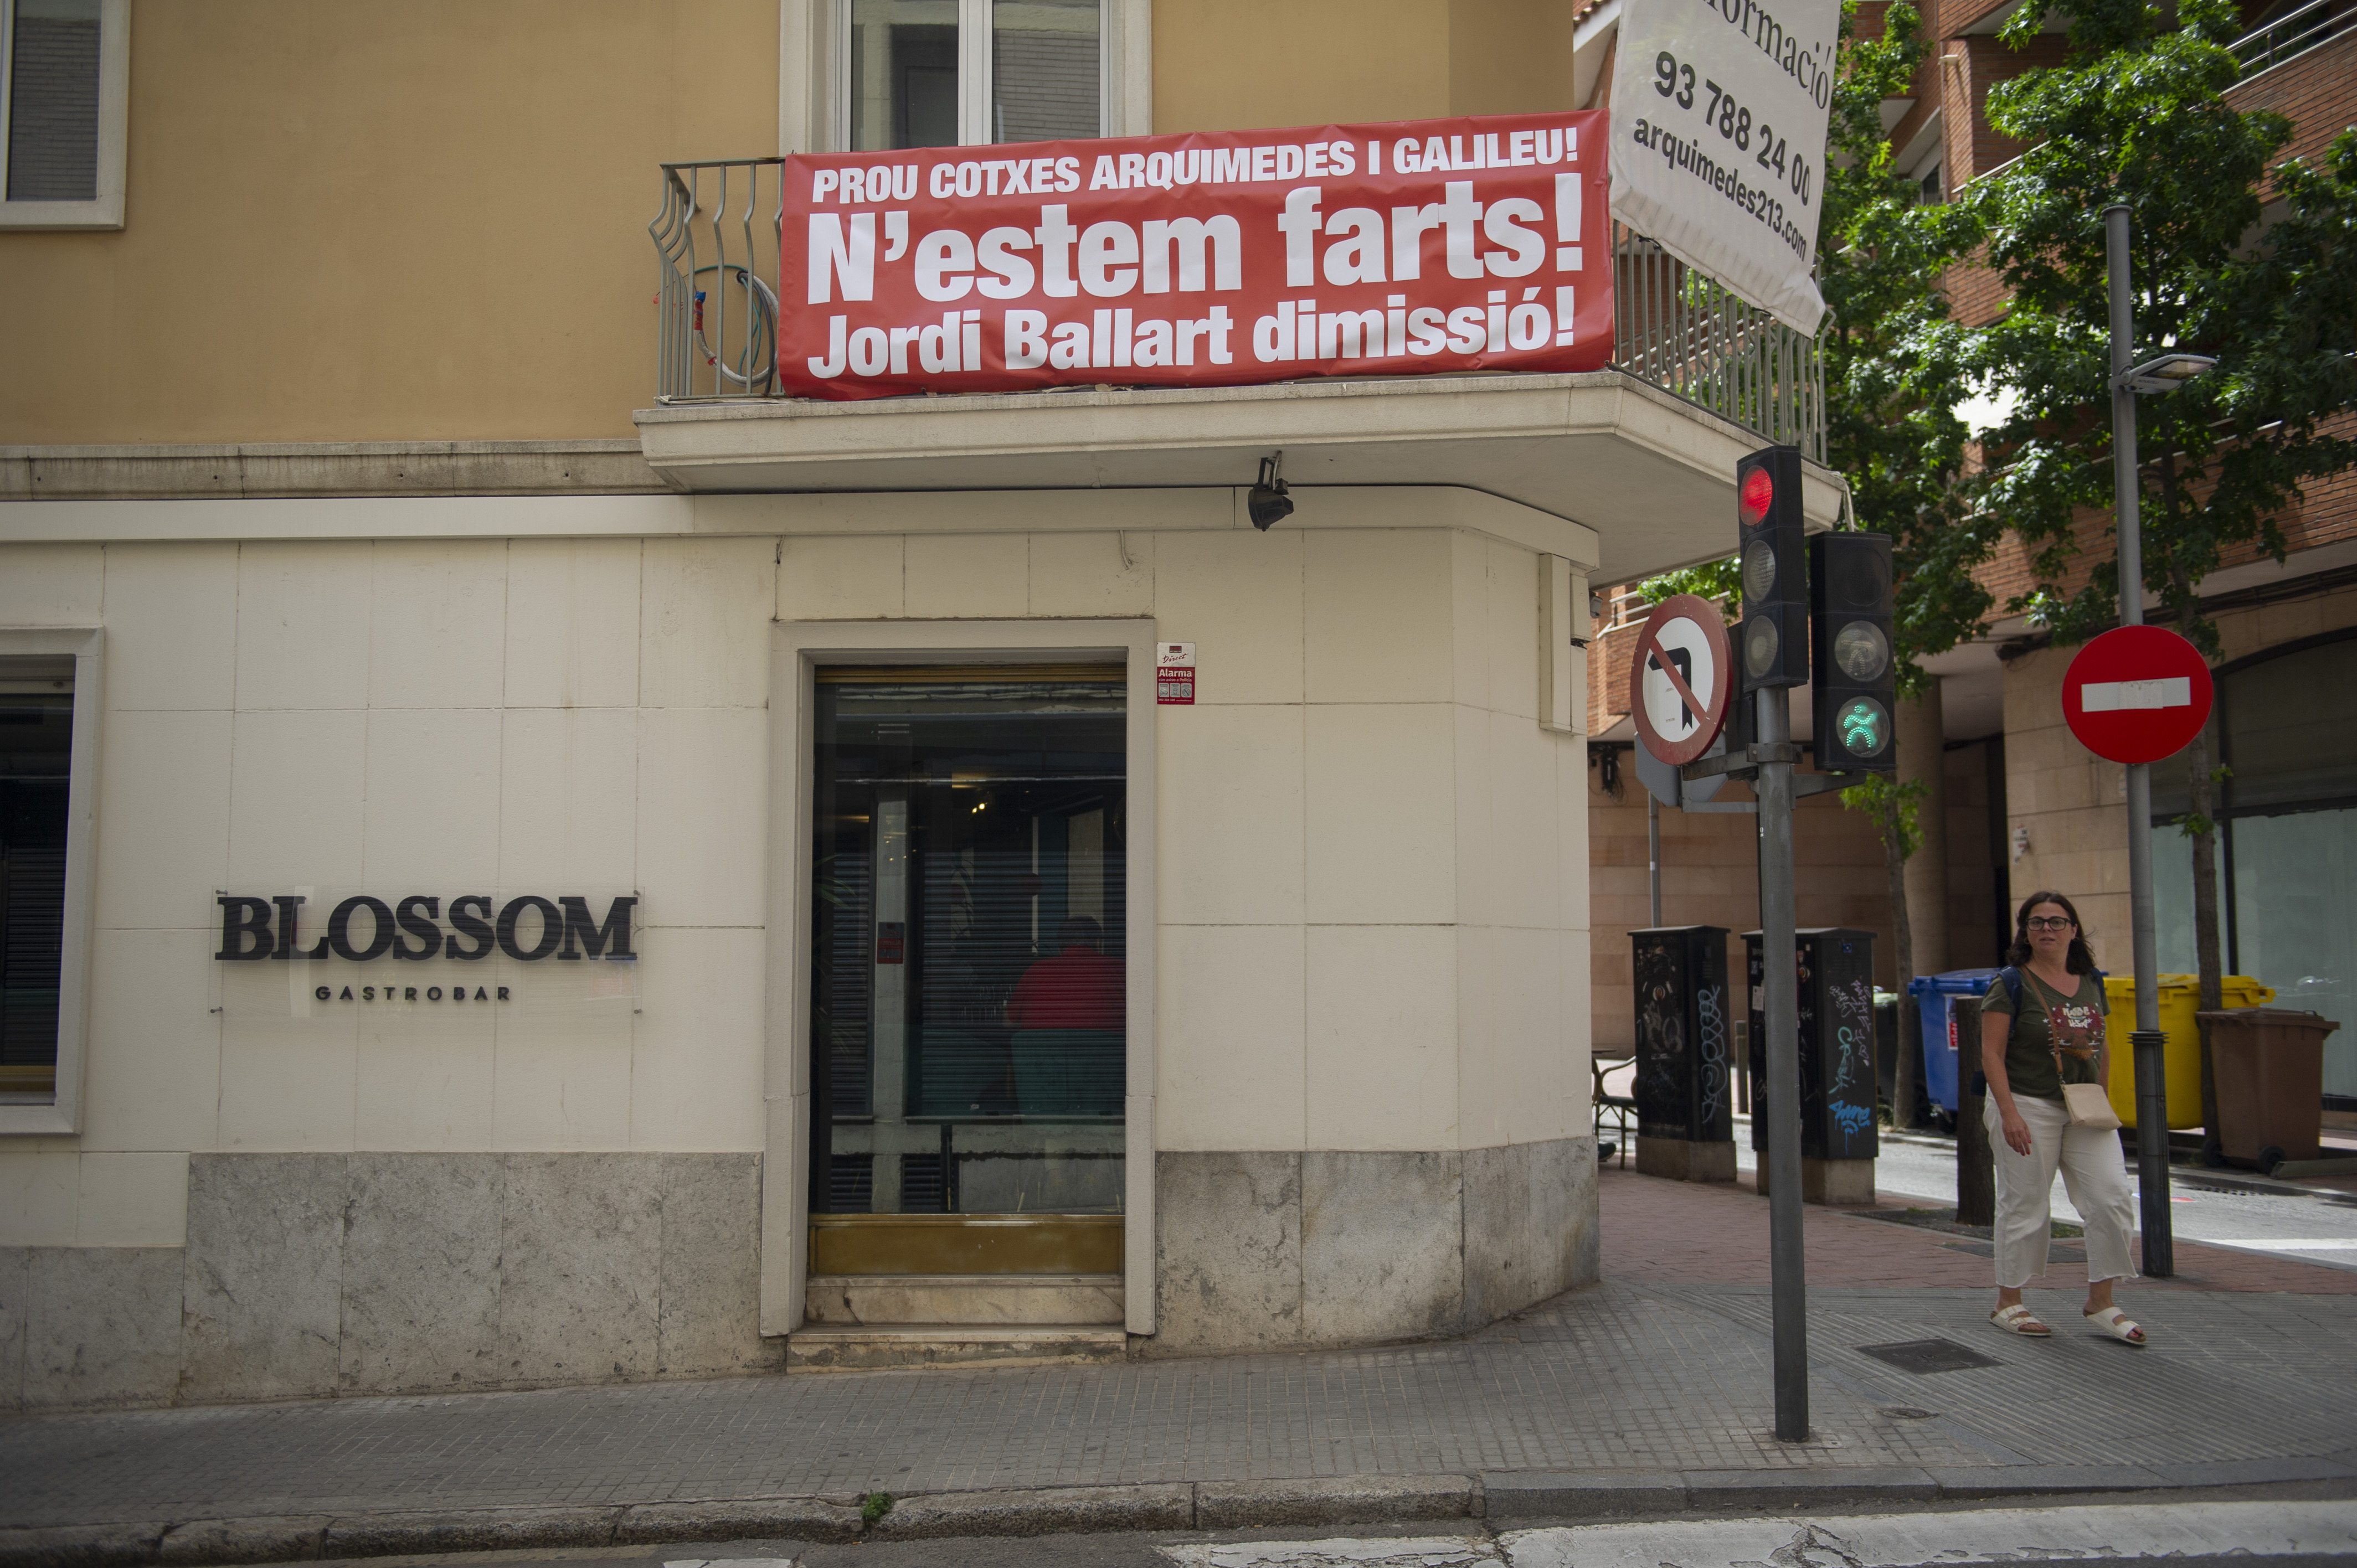 PROU COTXES ARQUIMEDES I GALILEU!
N'estem farts!
Jordi Ballart dimissió!
93 788 24 00
arquimedes213.com
Alarma
BLOSSOM
GASTROBAR